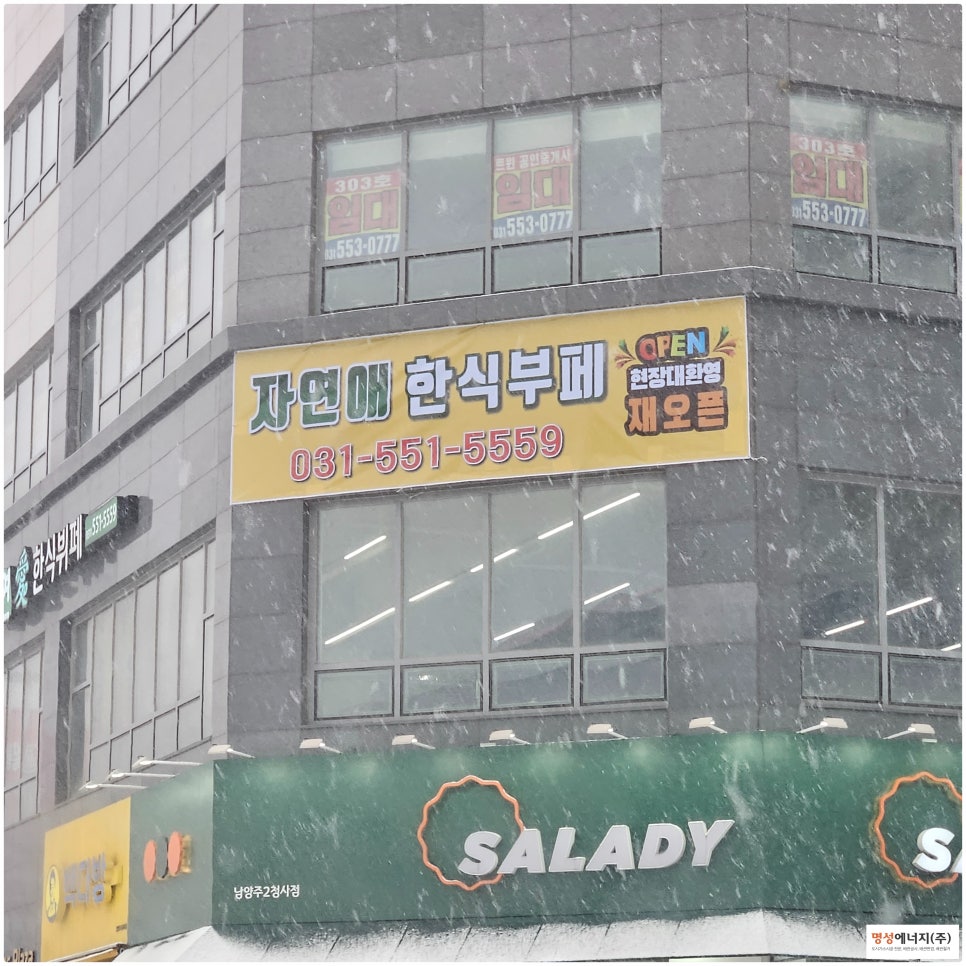 303호
임대
031 553-0777
트윈 공인중개사
임대
031 553-0777
303호
임대
031 553-0777
자연애 한식부페
031-551-5559
OPEN
현장대환영
재오픈
愛 한식뷔페
551-5559
SALADY
남양주2청사점
명성에너지(주)